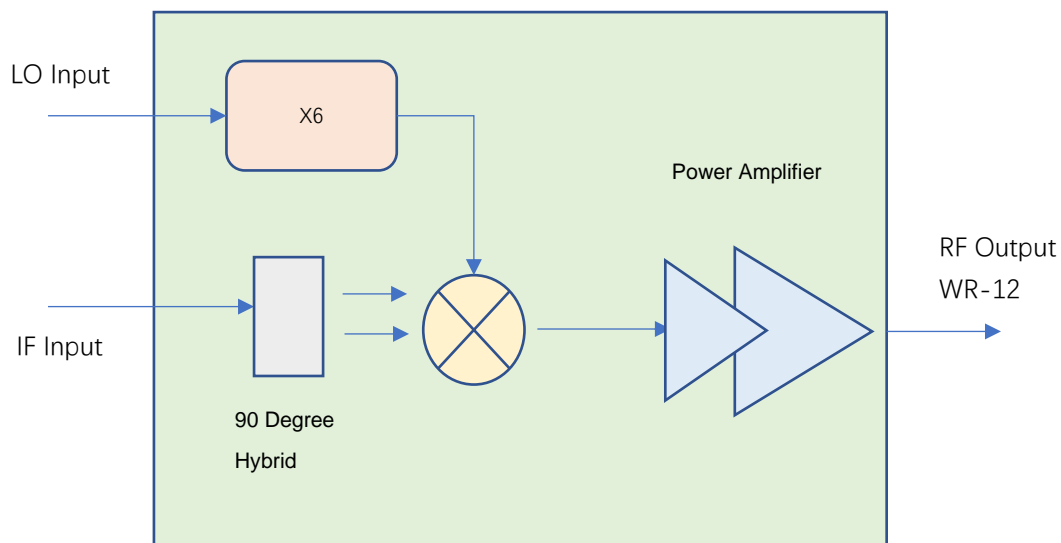 LO Input
X6
Power Amplifier
RF Output
WR-12
IF Input
90 Degree
Hybrid